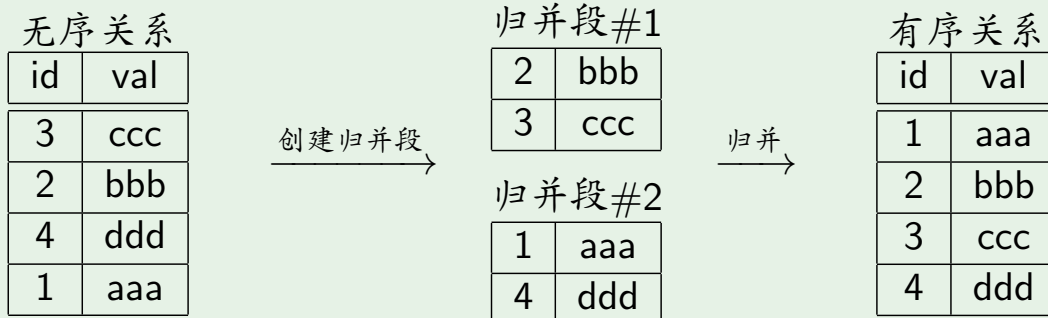 无序关系
id val
3 ccc
2 bbb
4 ddd
1 aaa
创建归并段
归并段#1
2 bbb
3 ccc
归并段#2
1 aaa
4 ddd
归并
有序关系
id val
1 aaa
2 bbb
3 ccc
4 ddd